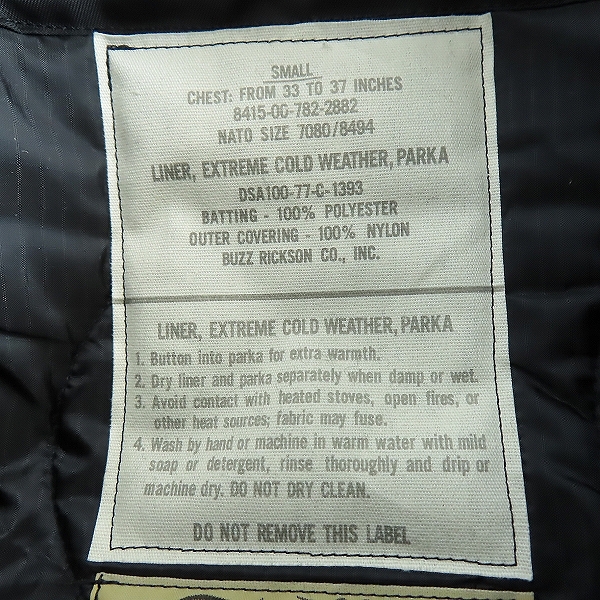 SMALL
CHEST: FROM 33 TO 37 INCHES
8415-00-782-2882
NATO SIZE 7080/8494
LINER, EXTREME COLD WEATHER, PARKA
DSA100-77-C-1393
BATTING - 100% POLYESTER
OUTER COVERING - 100% NYLON
BUZZ RICKSON CO., INC.
LINER, EXTREME COLD WEATHER, PARKA
1. Button into parka for extra warmth.
2. Dry liner and parka separately when damp or wet.
3. Avoid contact with heated stoves, open fires, or
other heat sources; fabric may fuse.
4. Wash by hand or machine in warm water with mild
soap or detergent, rinse thoroughly and drip or
machine dry. DO NOT DRY CLEAN.
DO NOT REMOVE THIS LABEL